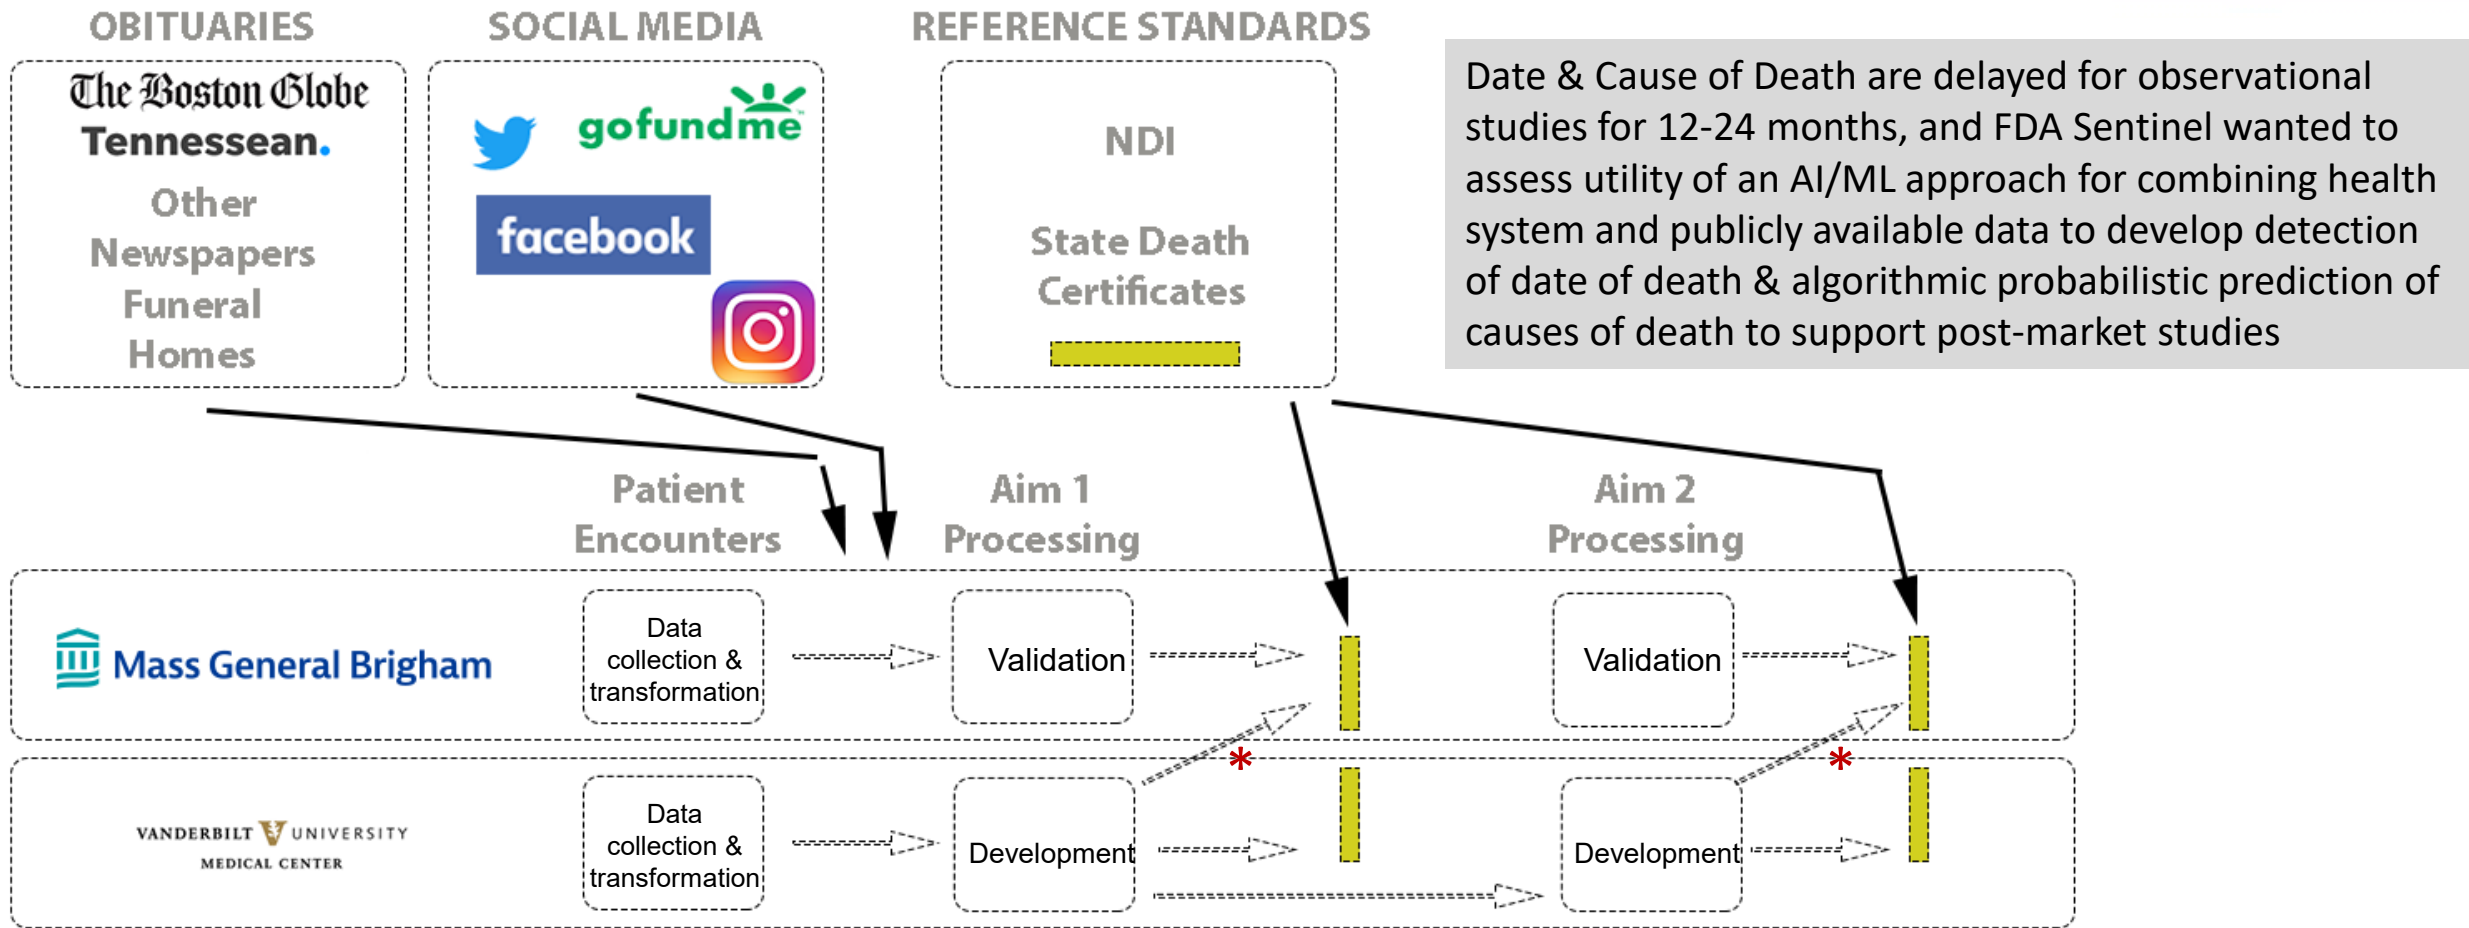 OBITUARIES
The Boston Globe
Tennessean.
Other
Newspapers
Funeral
Homes
SOCIAL MEDIA
gofundme
facebook
REFERENCE STANDARDS
NDI
State Death
Certificates
Date & Cause of Death are delayed for observational
studies for 12-24 months, and FDA Sentinel wanted to
assess utility of an AI/ML approach for combining health
system and publicly available data to develop detection
of date of death & algorithmic probabilistic prediction of
causes of death to support post-market studies
Patient
Encounters
Aim 1
Processing
Aim 2
Processing
Mass General Brigham
Data
collection &
transformation
Validation
Validation
*
*
VANDERBILT V UNIVERSITY
MEDICAL CENTER
Data
collection &
transformation
Development
Development